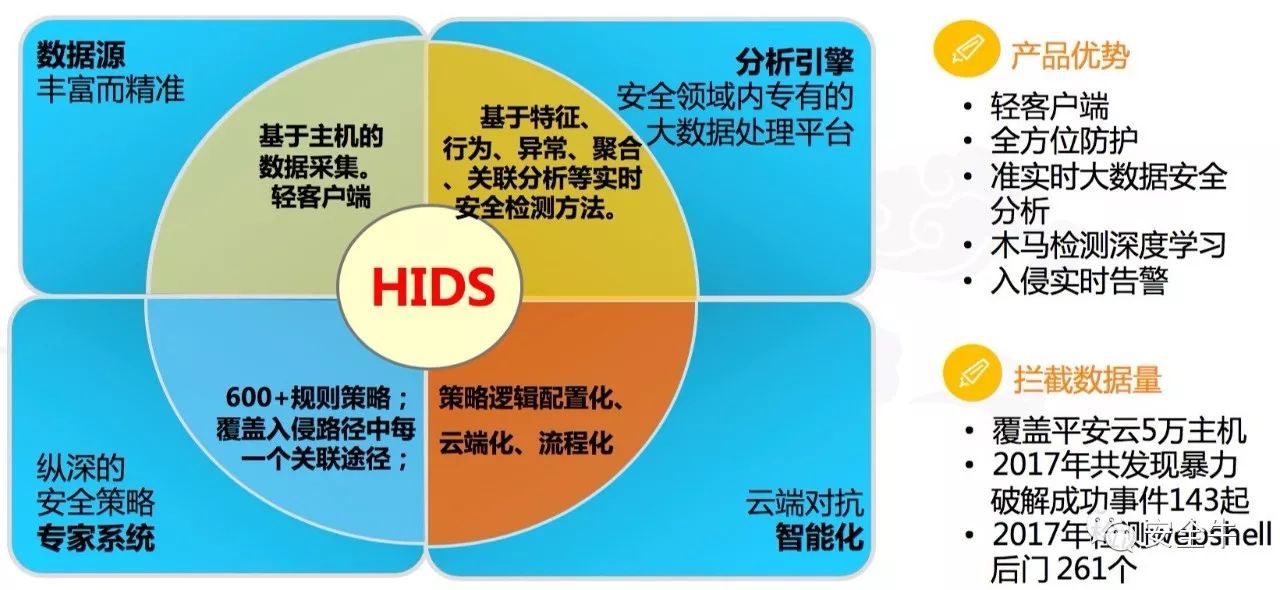 数据源
丰富而精准
基于主机的
数据采集。
轻客户端
分析引擎
安全领域内专有的
大数据处理平台
基于特征、
行为、异常、聚合
、关联分析等实时
安全检测方法。
HIDS
600+规则策略；
覆盖入侵路径中每
一个关联途径；
纵深的
安全策略
专家系统
策略逻辑配置化、
云端化、流程化
云端对抗
智能化
产品优势
• 轻客户端
• 全方位防护
• 准实时大数据安全
分析
• 木马检测深度学习
• 入侵实时告警
拦截数据量
• 覆盖平安云5万主机
• 2017年共发现暴力
破解成功事件143起
• 2017年检测webshell
后门 261个
安全牛